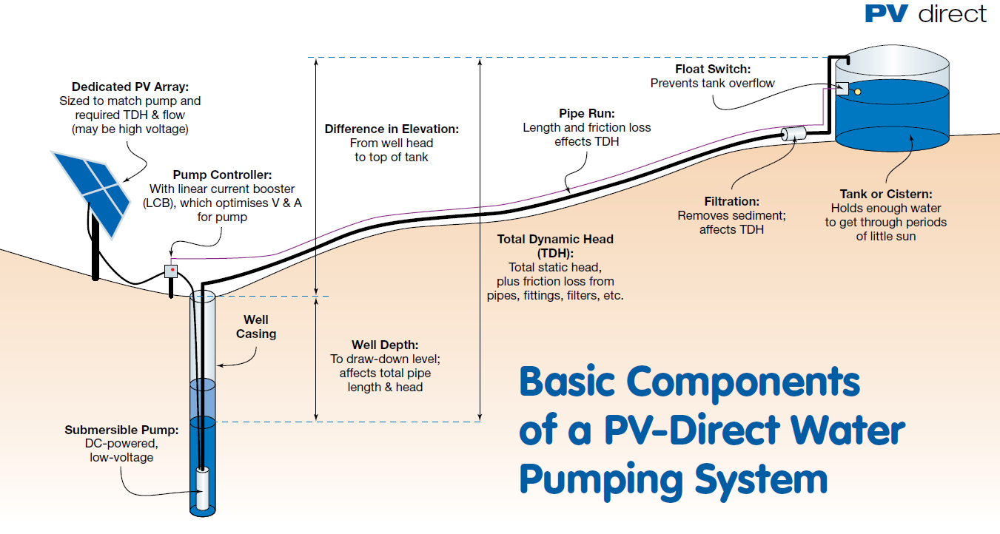 PV direct
Dedicated PV Array:
Sized to match pump and
required TDH & flow
(may be high voltage)
Pump Controller:
With linear current booster
(LCB), which optimises V & A
for pump
Difference in Elevation:
From well head
to top of tank
Pipe Run:
Length and friction loss
effects TDH
Float Switch:
Prevents tank overflow
Filtration:
Removes sediment;
affects TDH
Tank or Cistern:
Holds enough water
to get through periods
of little sun
Total Dynamic Head
(TDH):
Total static head,
plus friction loss from
pipes, fittings, filters, etc.
Well
Casing
Well Depth:
To draw-down level;
affects total pipe
length & head
Submersible Pump:
DC-powered,
low-voltage
Basic Components
of a PV-Direct Water
Pumping System